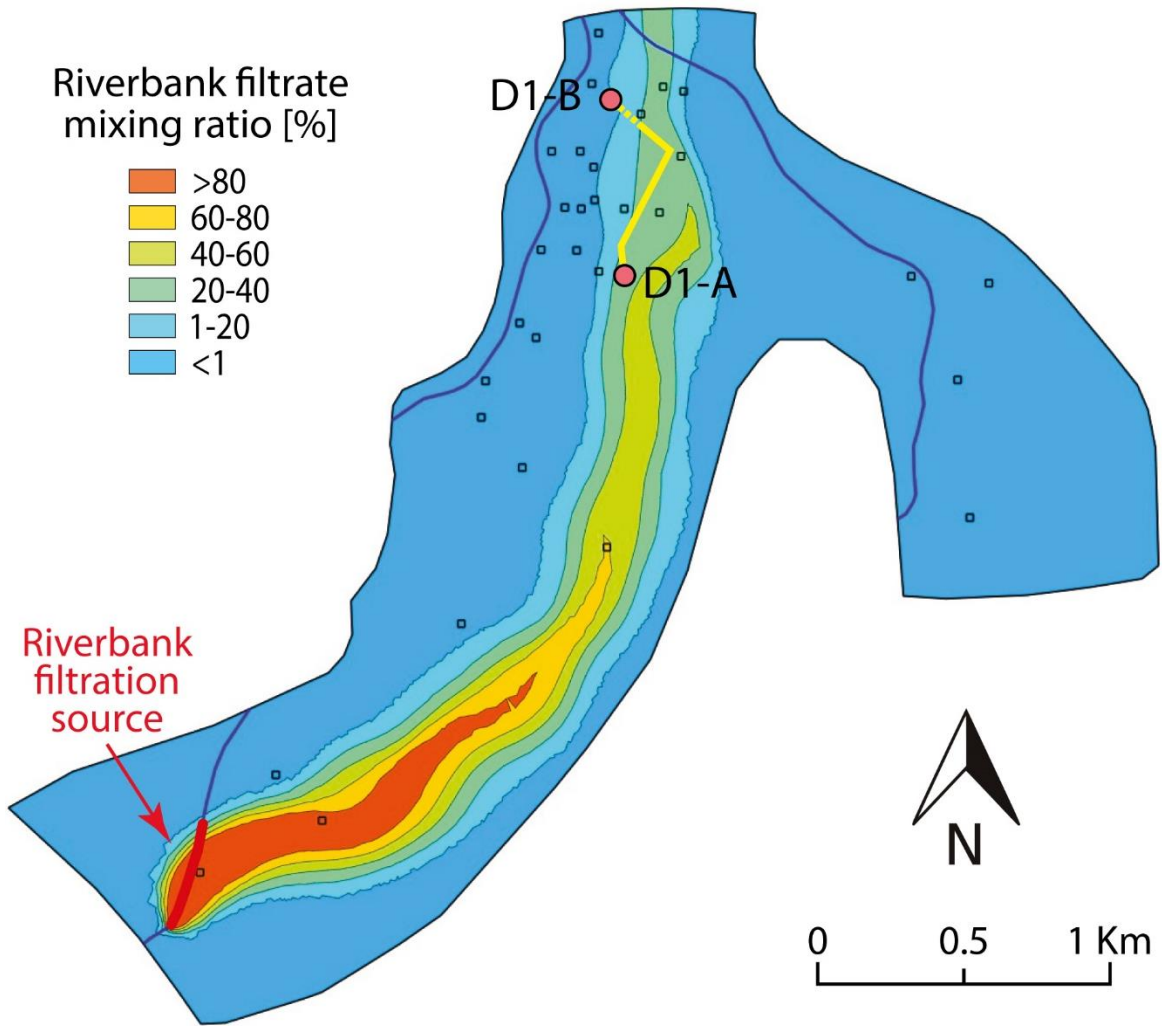 Riverbank filtrate
mixing ratio [%]
>80
60-80
40-60
20-40
1-20
<1
D1-B
D1-A
Riverbank
filtration
source
N
0 0.5 1 Km